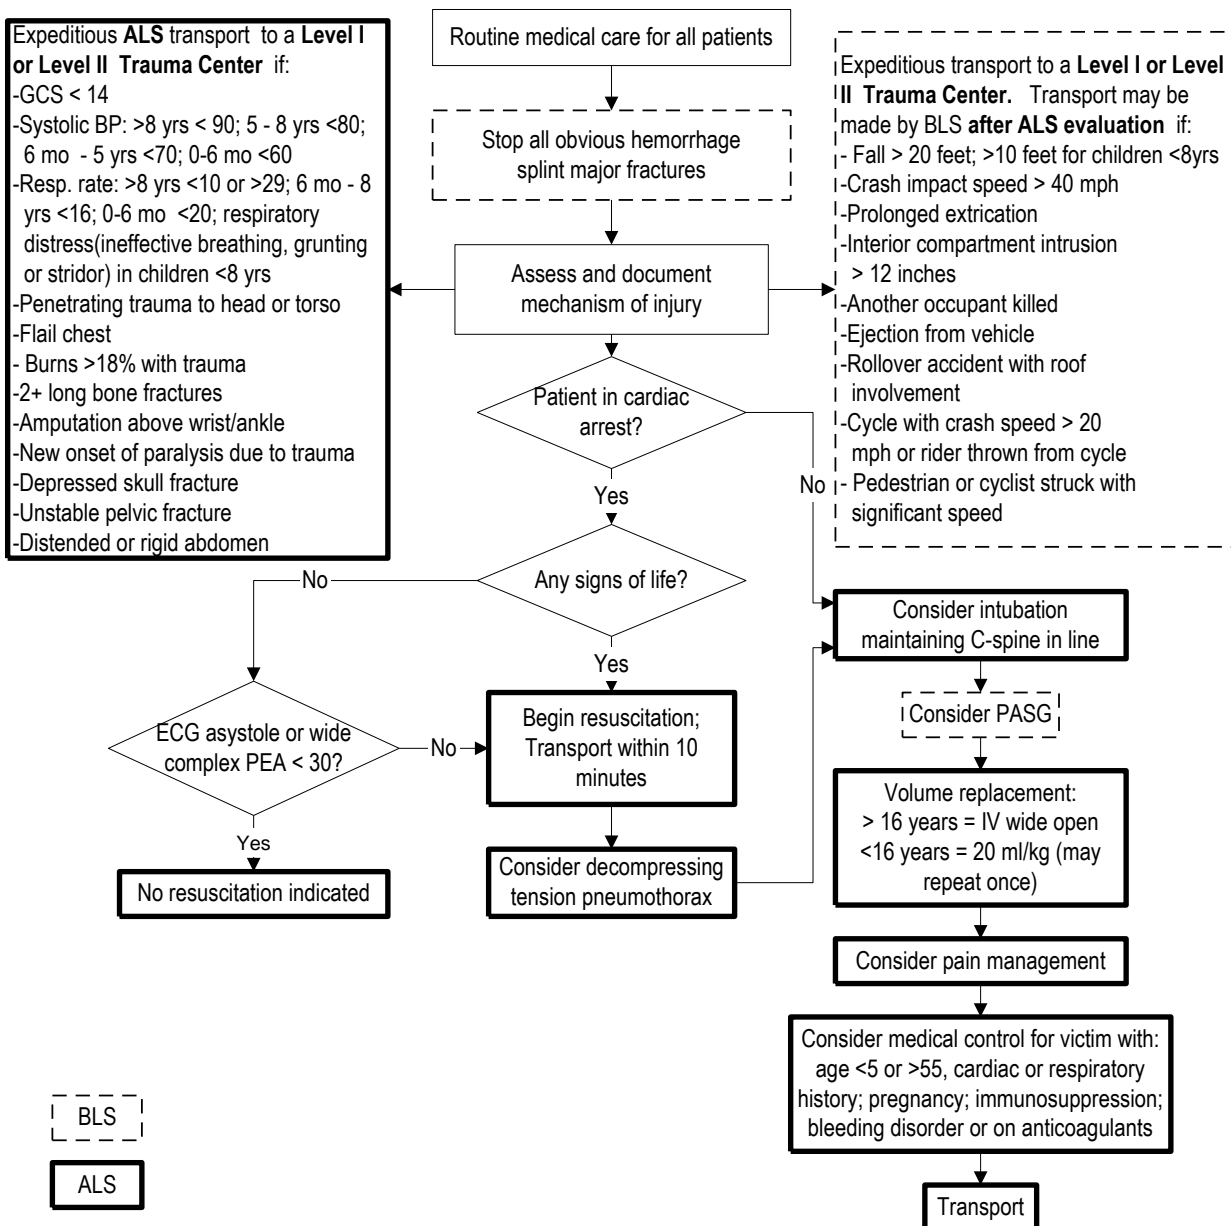 Expeditious ALS transport to a Level I
or Level II Trauma Center if:
-GCS < 14
-Systolic BP: >8 yrs < 90; 5 - 8 yrs <80;
6 mo - 5 yrs <70; 0-6 mo <60
-Resp. rate: >8 yrs <10 or >29; 6 mo - 8
yrs <16; 0-6 mo <20; respiratory
distress(ineffective breathing, grunting
or stridor) in children <8 yrs
-Penetrating trauma to head or torso
-Flail chest
- Burns >18% with trauma
-2+ long bone fractures
-Amputation above wrist/ankle
-New onset of paralysis due to trauma
-Depressed skull fracture
-Unstable pelvic fracture
-Distended or rigid abdomen
Routine medical care for all patients
Stop all obvious hemorrhage
splint major fractures
Assess and document
mechanism of injury
Expeditious transport to a Level I or Level
II Trauma Center. Transport may be
made by BLS after ALS evaluation if:
- Fall > 20 feet; >10 feet for children <8yrs
-Crash impact speed > 40 mph
-Prolonged extrication
-Interior compartment intrusion
> 12 inches
-Another occupant killed
-Ejection from vehicle
-Rollover accident with roof
involvement
-Cycle with crash speed > 20
mph or rider thrown from cycle
- Pedestrian or cyclist struck with
significant speed
Patient in cardiac
arrest?
No
Yes
Any signs of life?
No
Yes
ECG asystole or wide
complex PEA < 30?
No
Yes
No resuscitation indicated
Begin resuscitation;
Transport within 10
minutes
Consider decompressing
tension pneumothorax
Consider intubation
maintaining C-spine in line
Consider PASG
Volume replacement:
> 16 years = IV wide open
<16 years = 20 ml/kg (may
repeat once)
Consider pain management
Consider medical control for victim with:
age <5 or >55, cardiac or respiratory
history; pregnancy; immunosuppression;
bleeding disorder or on anticoagulants
Transport
BLS
ALS